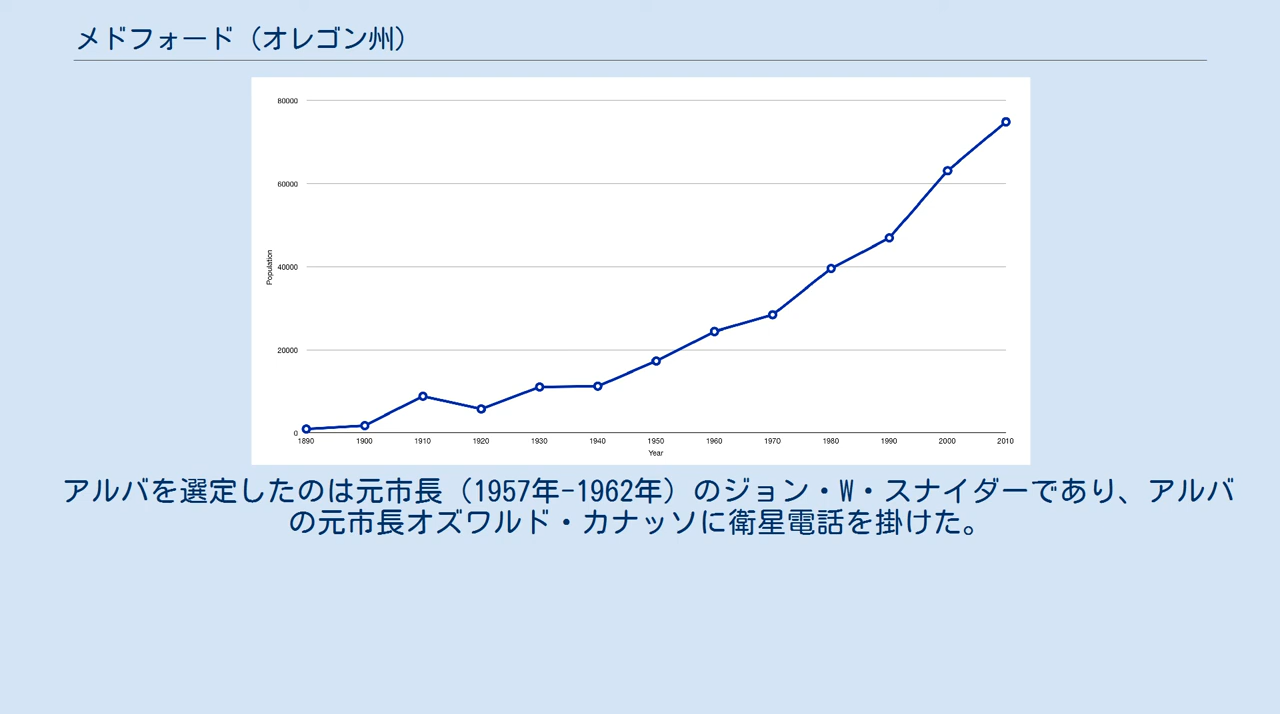 メドフォード（オレゴン州）
80000
60000
Population
40000
20000
0
1890 1900 1910 1920 1930 1940 1950 1960 1970 1980 1990 2000 2010
Year
アルバを選定したのは元市長（1957年-1962年）のジョン・W・スナイダーであり、アルバ
の元市長オズワルド・カナッソに衛星電話を掛けた。